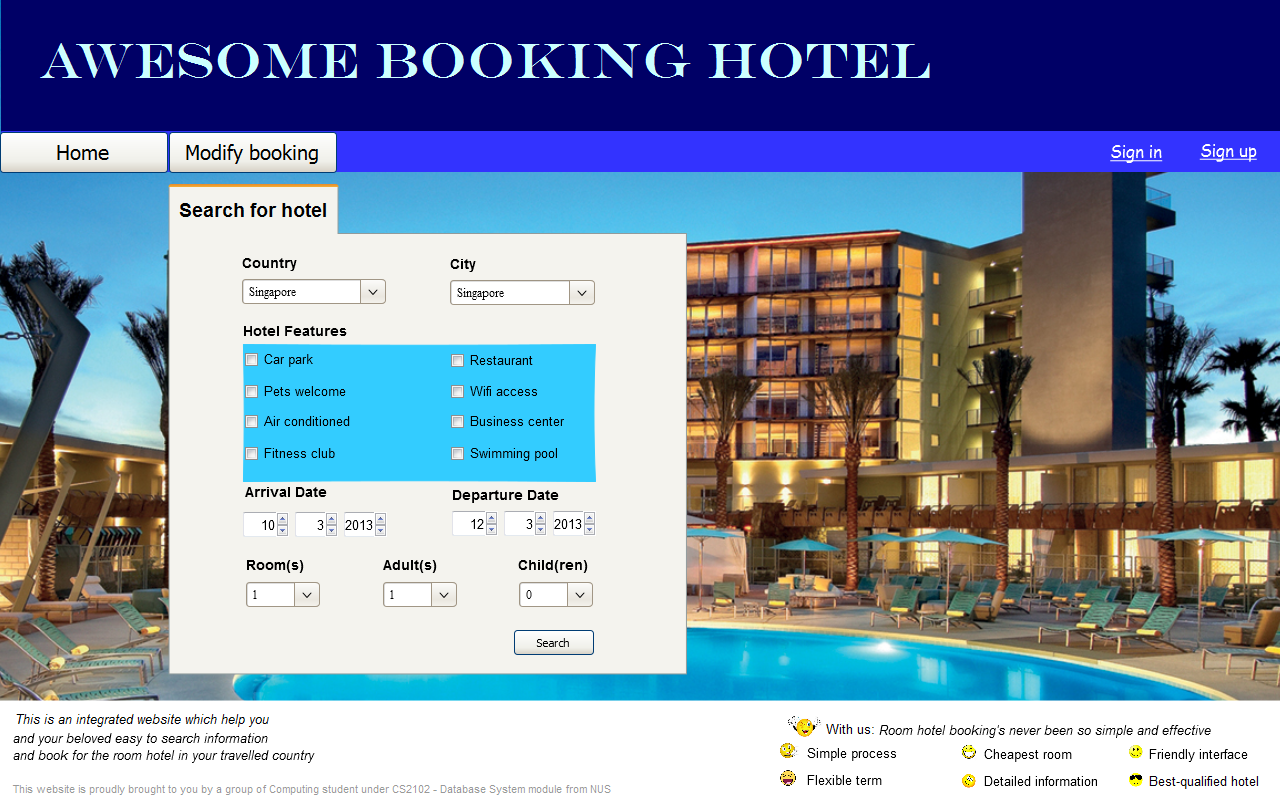 AWESOME BOOKING HOTEL
Home
Modify booking
Sign in
Sign up
Search for hotel
Country
City
Singapore
Singapore
Hotel Features
Car park
Restaurant
Pets welcome
Wifi access
Air conditioned
Business center
Fitness club
Swimming pool
Arrival Date
Departure Date
10 3 2013
12 3 2013
Room(s)
Adult(s)
Child(ren)
1
1
0
Search
This is an integrated website which help you
and your beloved easy to search information
and book for the room hotel in your travelled country
With us: Room hotel booking's never been so simple and effective
Simple process
Cheapest room
Friendly interface
Flexible term
Detailed information
Best-qualified hotel
This website is proudly brought to you by a group of Computing student under CS2102 - Database System module from NUS